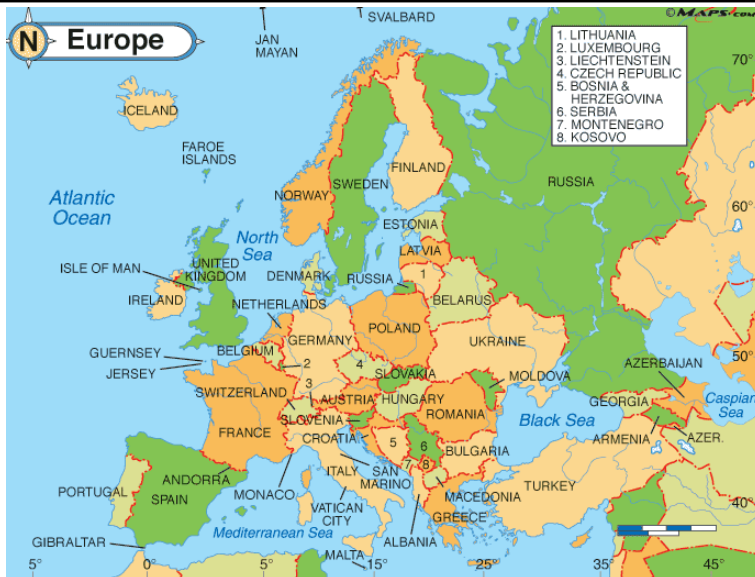 SVALBARD
©MAPS.COM
N Europe
JAN
MAYAN
1. LITHUANIA
2. LUXEMBOURG
3. LIECHTENSTEIN
4. CZECH REPUBLIC
5. BOSNIA &
HERZEGOVINA
6. SERBIA
7. MONTENEGRO
8. KOSOVO
70°
ICELAND
FAROE
ISLANDS
FINLAND
RUSSIA
Atlantic
Ocean
NORWAY
SWEDEN
60°
ESTONIA
North
Sea
LATVIA
ISLE OF MAN
UNITED
KINGDOM
DENMARK
RUSSIA
1
IRELAND
BELARUS
NETHERLANDS
POLAND
GERMANY
UKRAINE
GUERNSEY
BELGIUM
2
50°
JERSEY
4
SLOVAKIA
MOLDOVA
AZERBAIJAN
SWITZERLAND
3
AUSTRIA
HUNGARY
GEORGIA
Caspian
Sea
SLOVENIA
ROMANIA
FRANCE
CROATIA
5
6
Black Sea
ARMENIA
AZER.
BULGARIA
ANDORRA
ITALY
SAN
MARINO
7
8
PORTUGAL
SPAIN
MONACO
MACEDONIA
TURKEY
40°
VATICAN
CITY
GREECE
Mediterranean Sea
GIBRALTAR
ALBANIA
MALTA
5°
0°
5°
15°
25°
35°
45°